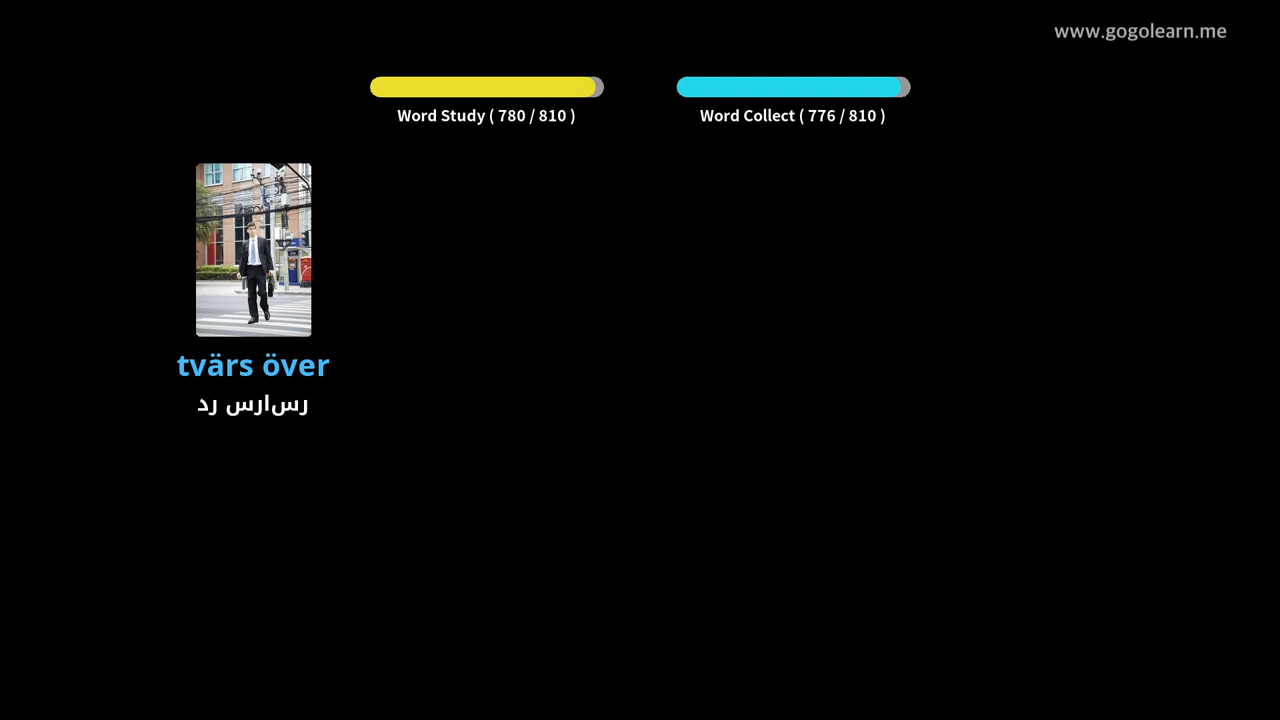 www.gogolearn.me
Word Study ( 780 / 810 )
Word Collect ( 776 / 810 )
tvärs över
رسارس رد